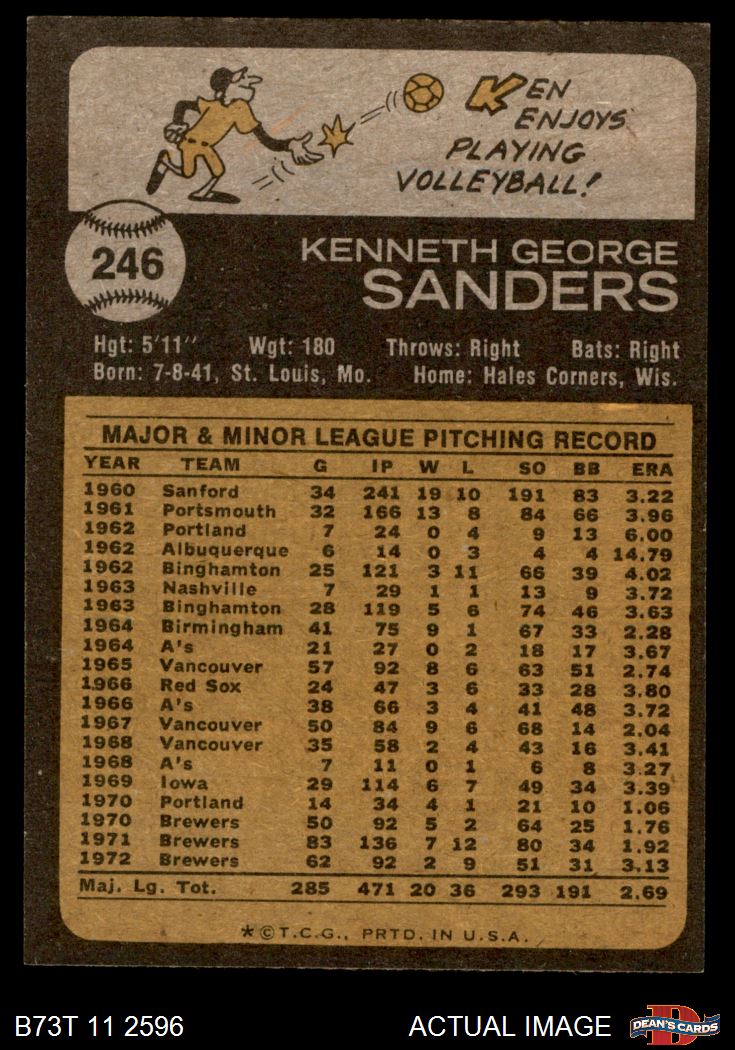 KEN
ENJOYS
PLAYING
VOLLEYBALL!
246
KENNETH GEORGE
SANDERS
Hgt: 5'11" Wgt: 180 Throws: Right Bats: Right
Born: 7-8-41, St. Louis, Mo. Home: Hales Corners, Wis.
MAJOR & MINOR LEAGUE PITCHING RECORD
YEAR TEAM G IP W L SO BB ERA
1960 Sanford 34 241 19 10 191 83 3.22
1961 Portsmouth 32 166 13 8 84 66 3.96
1962 Portland 7 24 0 4 9 13 6.00
1962 Albuquerque 6 14 0 3 4 4 14.79
1962 Binghamton 25 121 3 11 66 39 4.02
1963 Nashville 7 29 1 1 13 9 3.72
1963 Binghamton 28 119 5 6 74 46 3.63
1964 Birmingham 41 75 9 1 67 33 2.28
1964 A's 21 27 0 2 18 17 3.67
1965 Vancouver 57 92 8 6 63 51 2.74
1966 Red Sox 24 47 3 6 33 28 3.80
1966 A's 38 66 3 4 41 48 3.72
1967 Vancouver 50 84 9 6 68 14 2.04
1968 Vancouver 35 58 2 4 43 16 3.41
1968 A's 7 11 0 1 6 8 3.27
1969 Iowa 29 114 6 7 49 34 3.39
1970 Portland 14 34 4 1 21 10 1.06
1970 Brewers 50 92 5 2 64 25 1.76
1971 Brewers 83 136 7 12 80 34 1.92
1972 Brewers 62 92 2 9 51 31 3.13
Maj. Lg. Tot. 285 471 20 36 293 191 2.69
*©T.C.G., PRTD. IN U.S.A.
B73T 11 2596 ACTUAL IMAGE DEAN'S CARDS